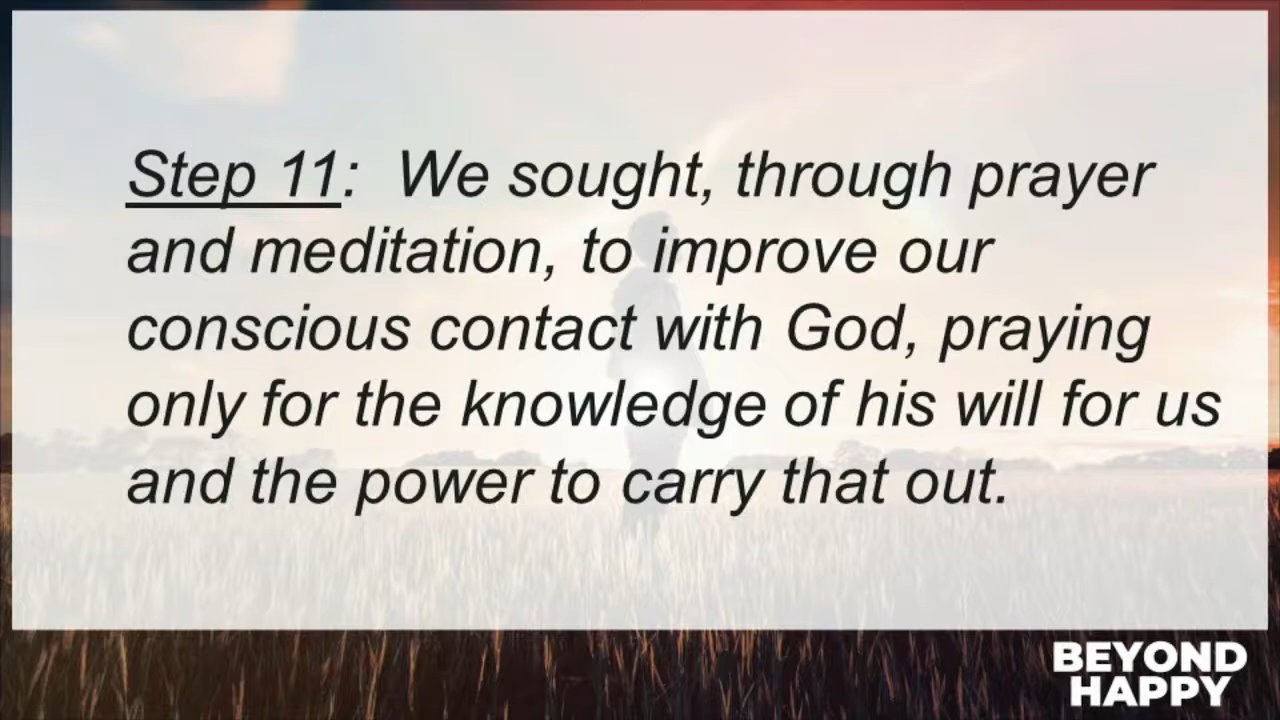 Step 11:  We sought, through prayer
and meditation, to improve our
conscious contact with God, praying
only for the knowledge of his will for us
and the power to carry that out.
BEYOND
HAPPY